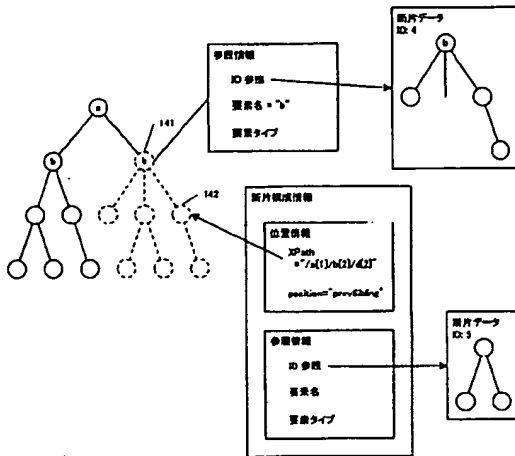 断片データ
ID: 4
b
参照情報
ID 参照
要素名 = "b"
要素タイプ
a
141
b
b
142
断片構成情報
位置情報
XPath
="/a[1]/b[2]/d[2]"
position="prevSibling"
参照情報
ID 参照
要素名
要素タイプ
断片データ
ID: 5